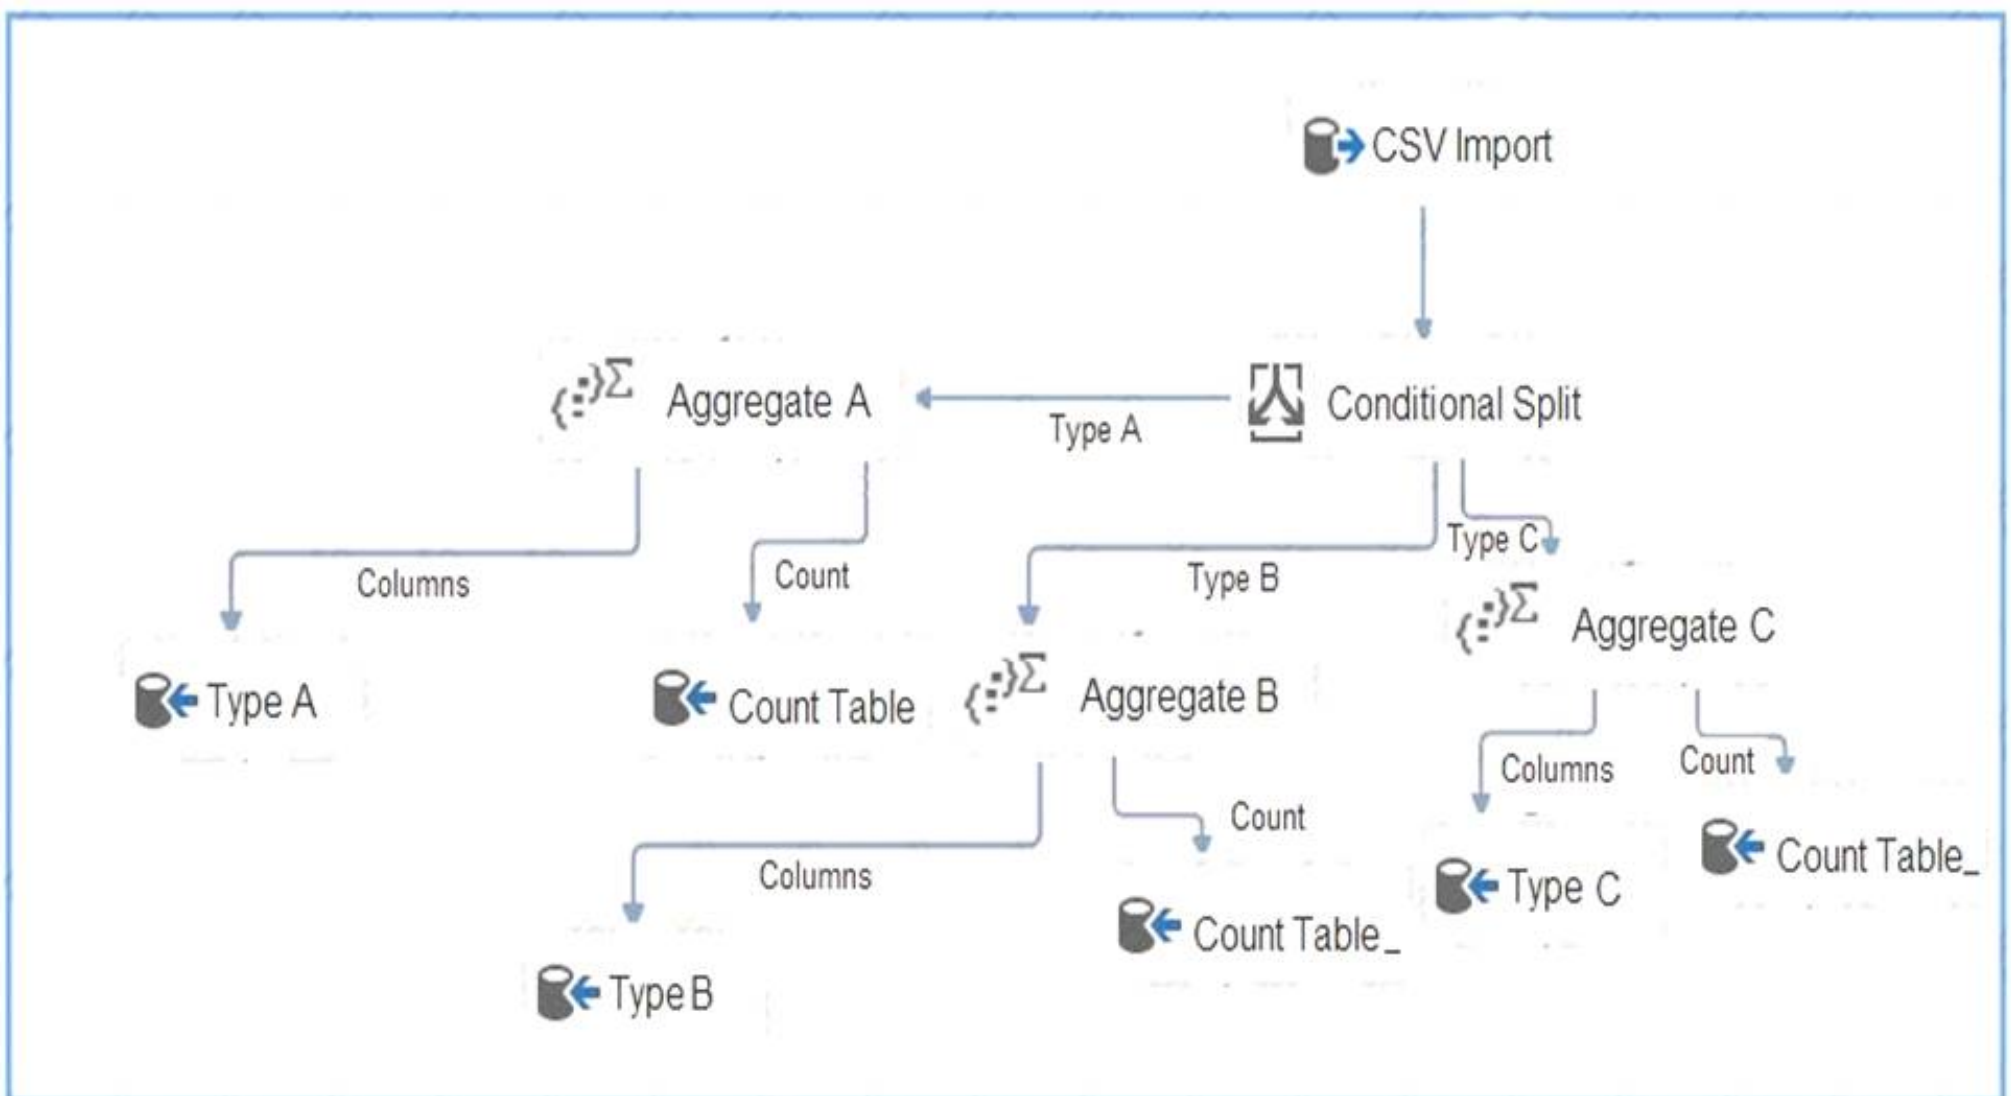 CSV Import
Aggregate A
Type A
Conditional Split
Columns
Count
Type B
Type C
Aggregate C
Type A
Count Table
Aggregate B
Columns
Count
Columns
Count
Type C
Count Table_
Count Table_
Type B